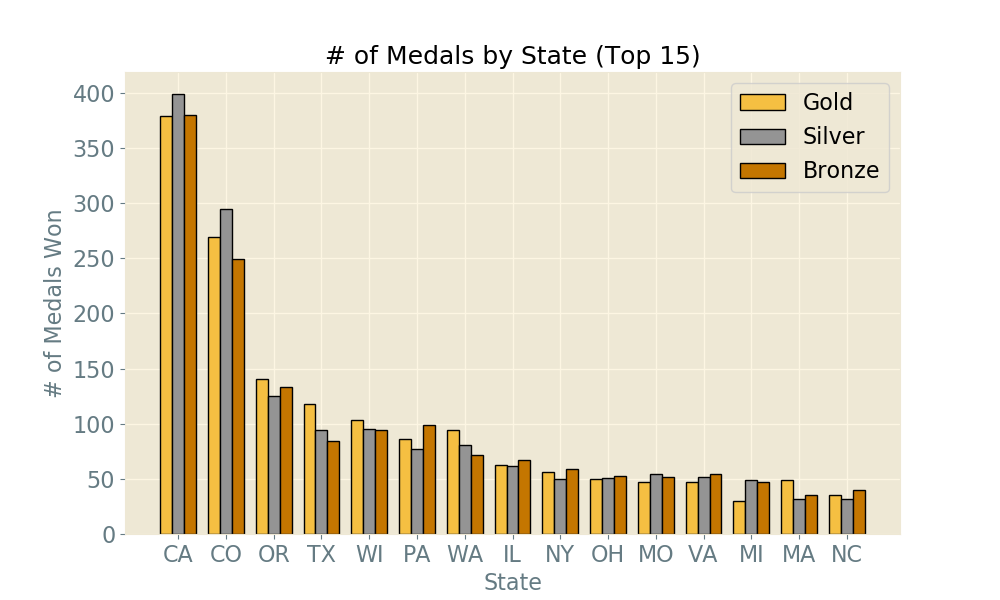 # of Medals by State (Top 15)
Gold
Silver
Bronze
# of Medals Won
400
350
300
250
200
150
100
50
0
CA CO OR TX WI PA WA IL NY OH MO VA MI MA NC
State